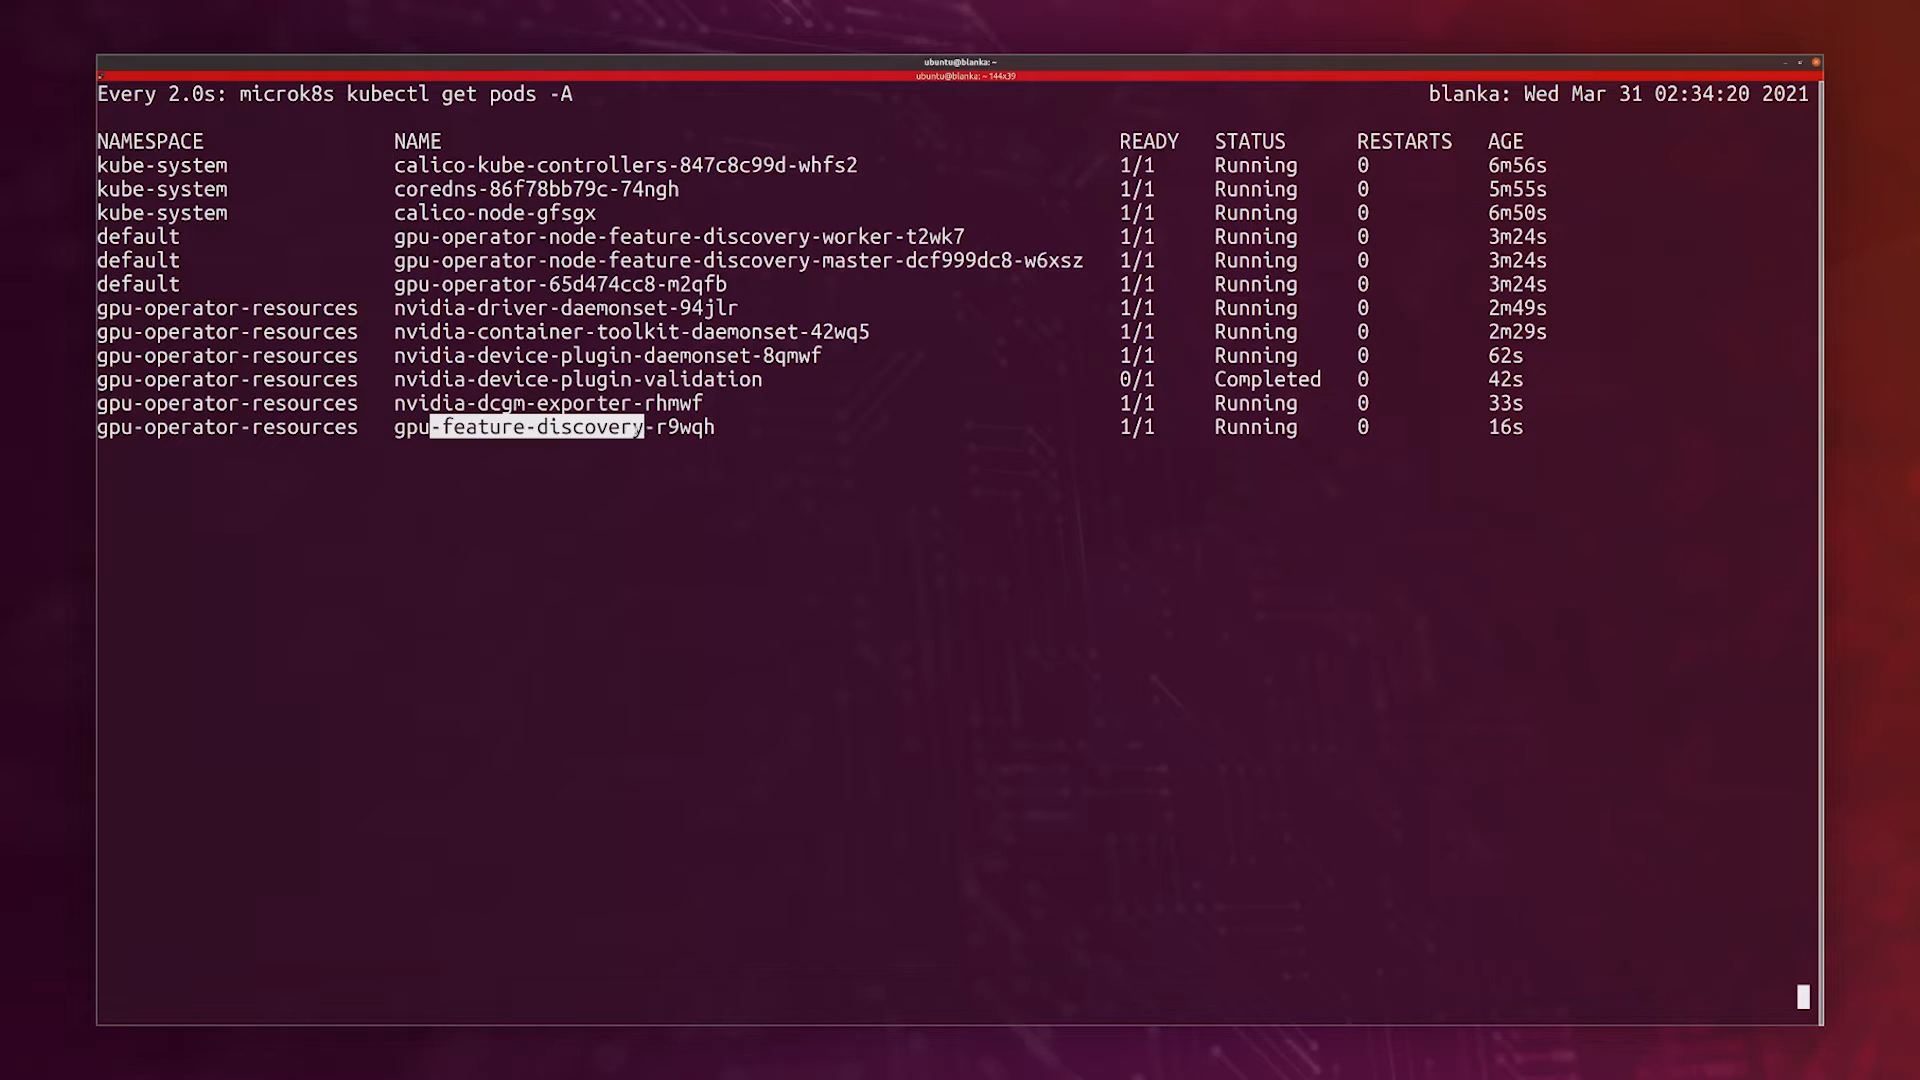 ubuntu@blanka: ~
ubuntu@blanka: ~ 144x39
Every 2.0s: microk8s kubectl get pods -A blanka: Wed Mar 31 02:34:20 2021
NAMESPACE NAME READY STATUS RESTARTS AGE
kube-system calico-kube-controllers-847c8c99d-whfs2 1/1 Running 0 6m56s
kube-system coredns-86f78bb79c-74ngh 1/1 Running 0 5m55s
kube-system calico-node-gfsgx 1/1 Running 0 6m50s
default gpu-operator-node-feature-discovery-worker-t2wk7 1/1 Running 0 3m24s
default gpu-operator-node-feature-discovery-master-dcf999dc8-w6xsz 1/1 Running 0 3m24s
default gpu-operator-65d474cc8-m2qfb 1/1 Running 0 3m24s
gpu-operator-resources nvidia-driver-daemonset-94jlr 1/1 Running 0 2m49s
gpu-operator-resources nvidia-container-toolkit-daemonset-42wq5 1/1 Running 0 2m29s
gpu-operator-resources nvidia-device-plugin-daemonset-8qmwf 1/1 Running 0 62s
gpu-operator-resources nvidia-device-plugin-validation 0/1 Completed 0 42s
gpu-operator-resources nvidia-dcgm-exporter-rhmwf 1/1 Running 0 33s
gpu-operator-resources gpu-feature-discovery-r9wqh 1/1 Running 0 16s